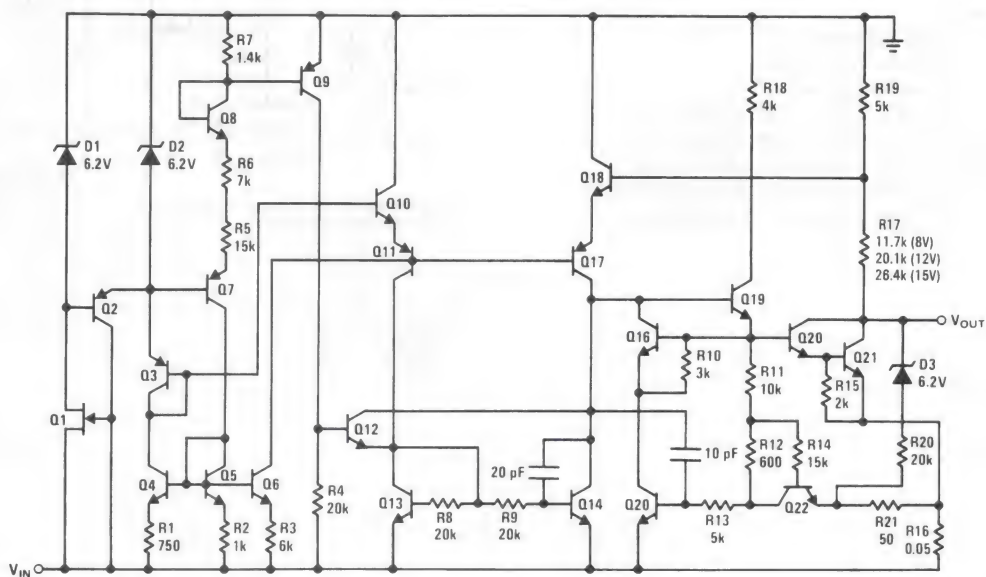 R7
1.4k
Q9
R18
4k
R19
5k
Q8
D1
6.2V
D2
6.2V
R6
7k
Q18
Q10
R5
15k
R17
11.7k (8V)
20.1k (12V)
26.4k (15V)
Q11
Q17
Q7
Q2
Q19
VOUT
Q3
Q16
R10
3k
Q20
Q21
D3
6.2V
R11
10k
R15
2k
Q1
Q12
10 pF
R12
600
R14
15k
R20
20k
Q4
Q5
Q6
20 pF
R4
20k
Q13
R8
20k
R9
20k
Q14
Q20
R13
5k
Q22
R21
50
R16
0.05
R1
750
R2
1k
R3
6k
VIN